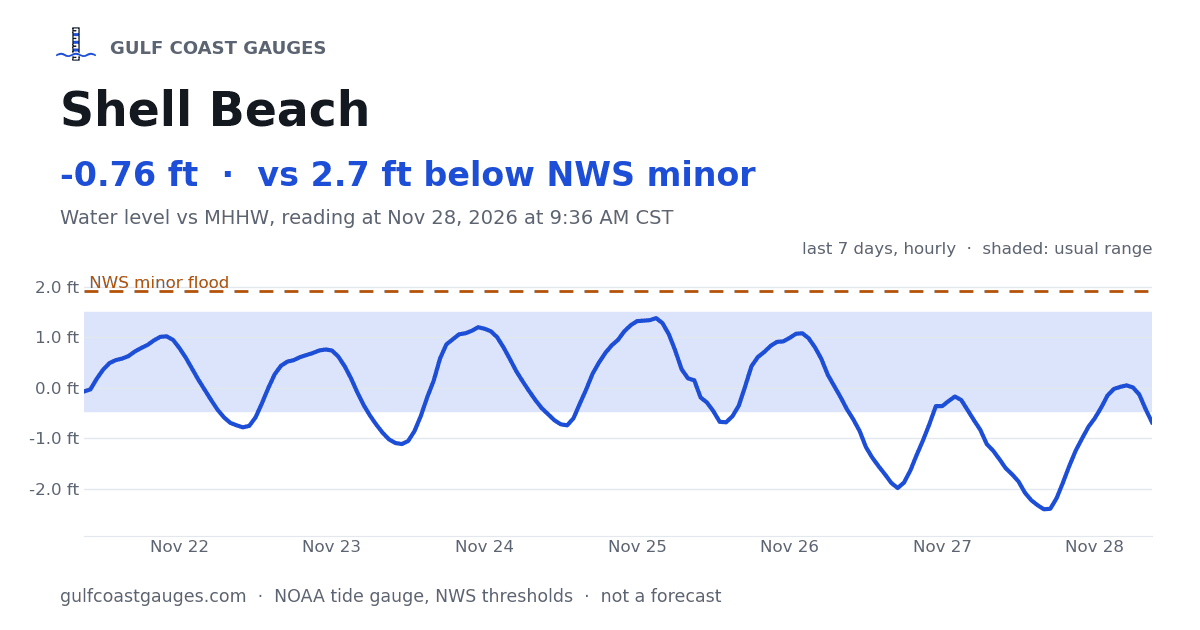 GULF COAST GAUGES
Shell Beach
-0.76 ft · vs 2.7 ft below NWS minor
Water level vs MHHW, reading at Nov 28, 2026 at 9:36 AM CST
last 7 days, hourly · shaded: usual range
NWS minor flood
2.0 ft
1.0 ft
0.0 ft
-1.0 ft
-2.0 ft
Nov 22 Nov 23 Nov 24 Nov 25 Nov 26 Nov 27 Nov 28
gulfcoastgauges.com · NOAA tide gauge, NWS thresholds · not a forecast